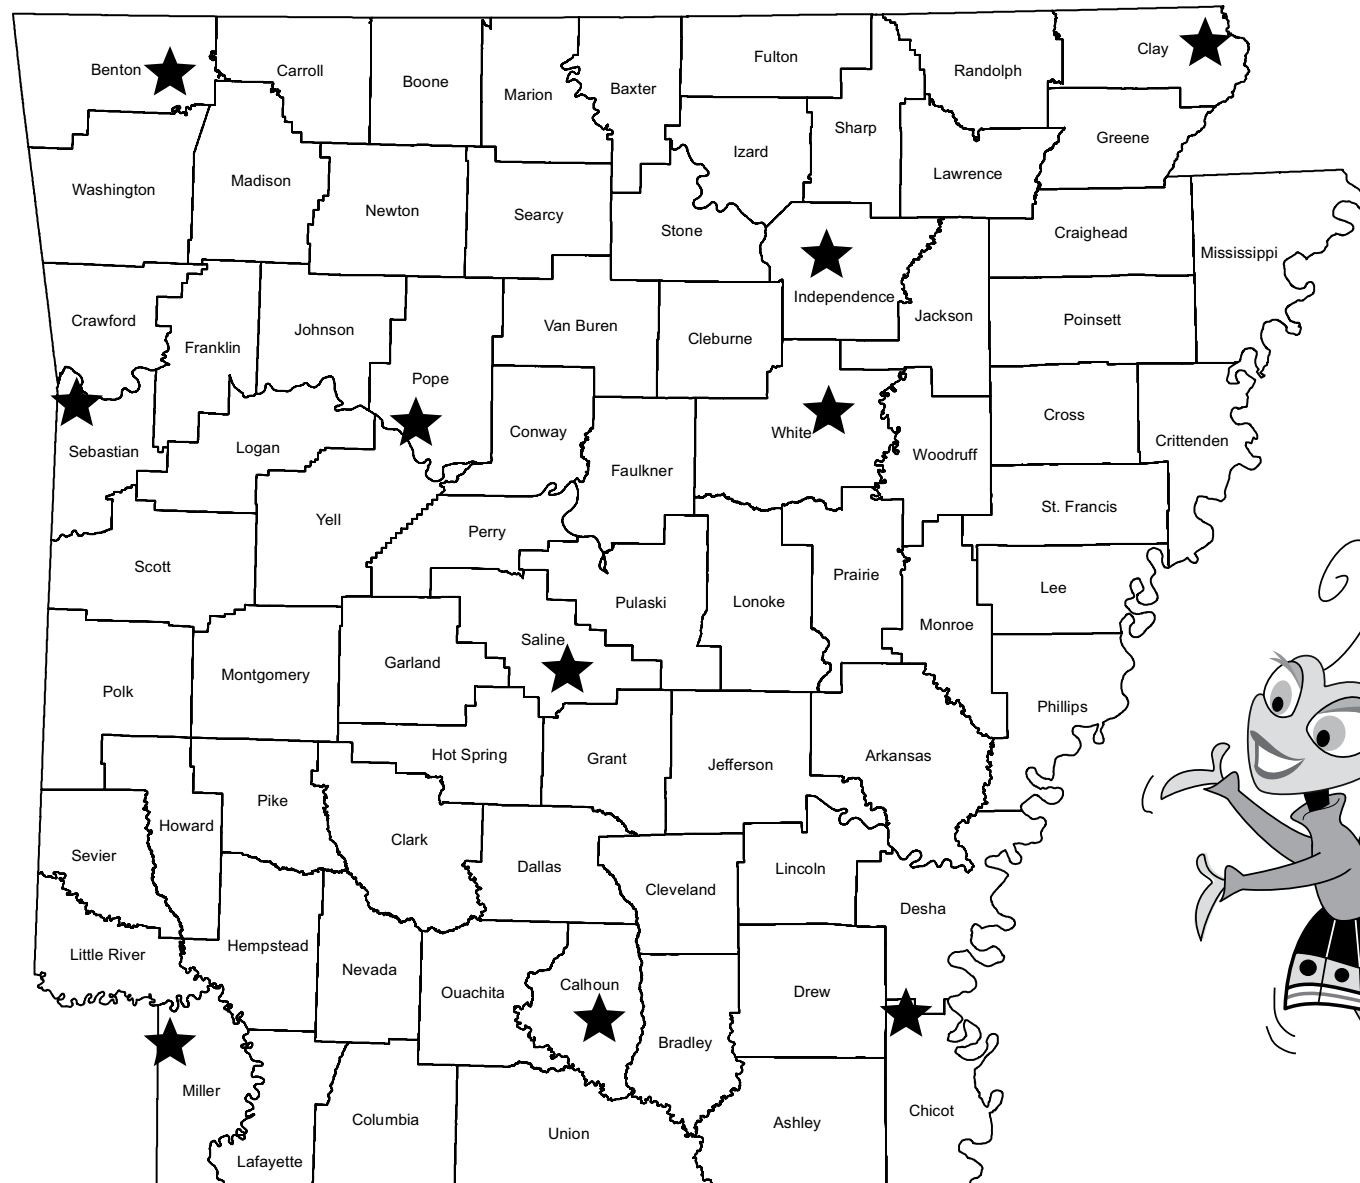 Benton
Carroll
Boone
Marion
Baxter
Fulton
Randolph
Clay
Sharp
Izard
Greene
Lawrence
Washington
Madison
Newton
Searcy
Stone
Craighead
Mississippi
Independence
Crawford
Franklin
Johnson
Van Buren
Cleburne
Jackson
Poinsett
Pope
Sebastian
Logan
Conway
White
Faulkner
Woodruff
Cross
Crittenden
Yell
Perry
St. Francis
Scott
Pulaski
Lonoke
Prairie
Lee
Monroe
Saline
Garland
Montgomery
Polk
Phillips
Hot Spring
Grant
Jefferson
Arkansas
Pike
Howard
Clark
Sevier
Dallas
Cleveland
Lincoln
Desha
Little River
Hempstead
Nevada
Ouachita
Calhoun
Drew
Bradley
Miller
Columbia
Union
Ashley
Chicot
Lafayette